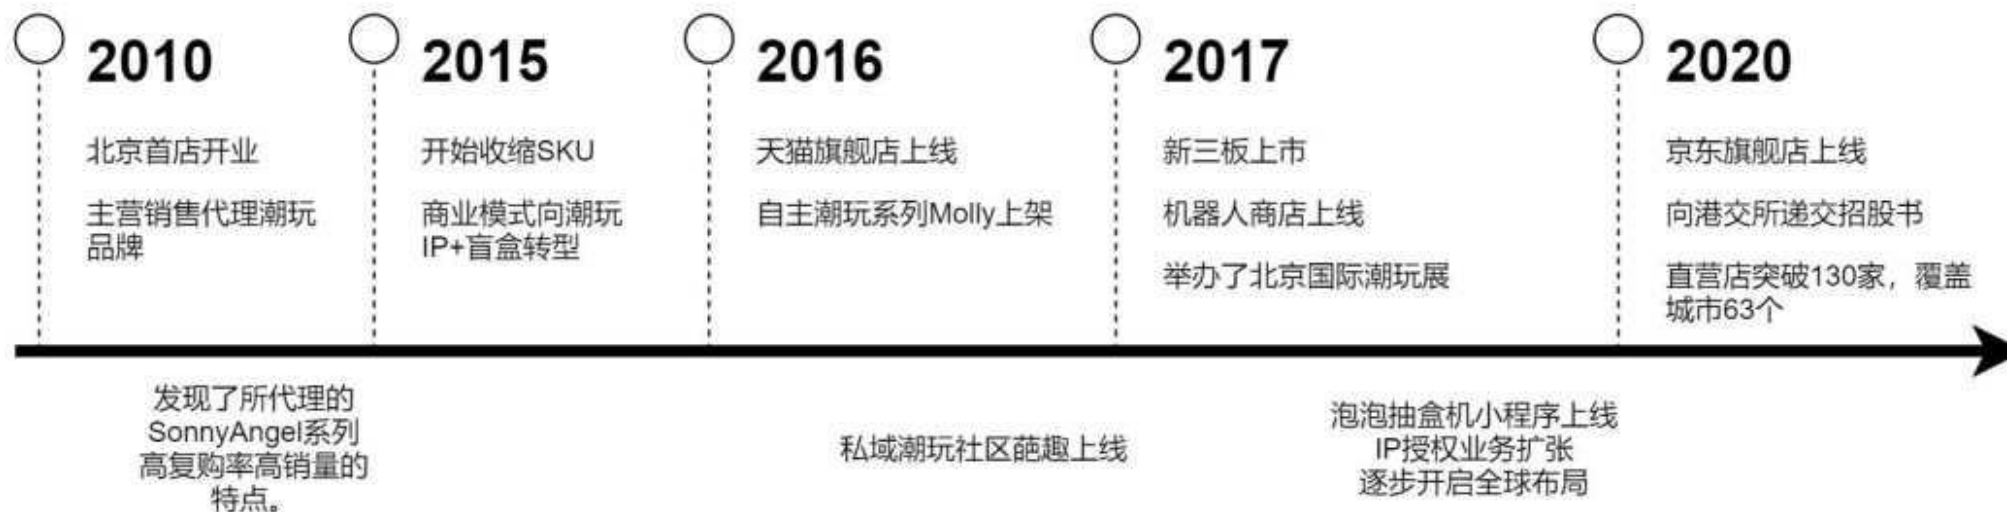 2010
北京首店开业
主营销售代理潮玩
品牌
2015
开始收缩SKU
商业模式向潮玩
IP+盲盒转型
2016
天猫旗舰店上线
自主潮玩系列Molly上架
2017
新三板上市
机器人商店上线
举办了北京国际潮玩展
2020
京东旗舰店上线
向港交所递交招股书
直营店突破130家，覆盖
城市63个
发现了所代理的
SonnyAngel系列
高复购率高销量的
特点。
私域潮玩社区葩趣上线
泡泡抽盒机小程序上线
IP授权业务扩张
逐步开启全球布局